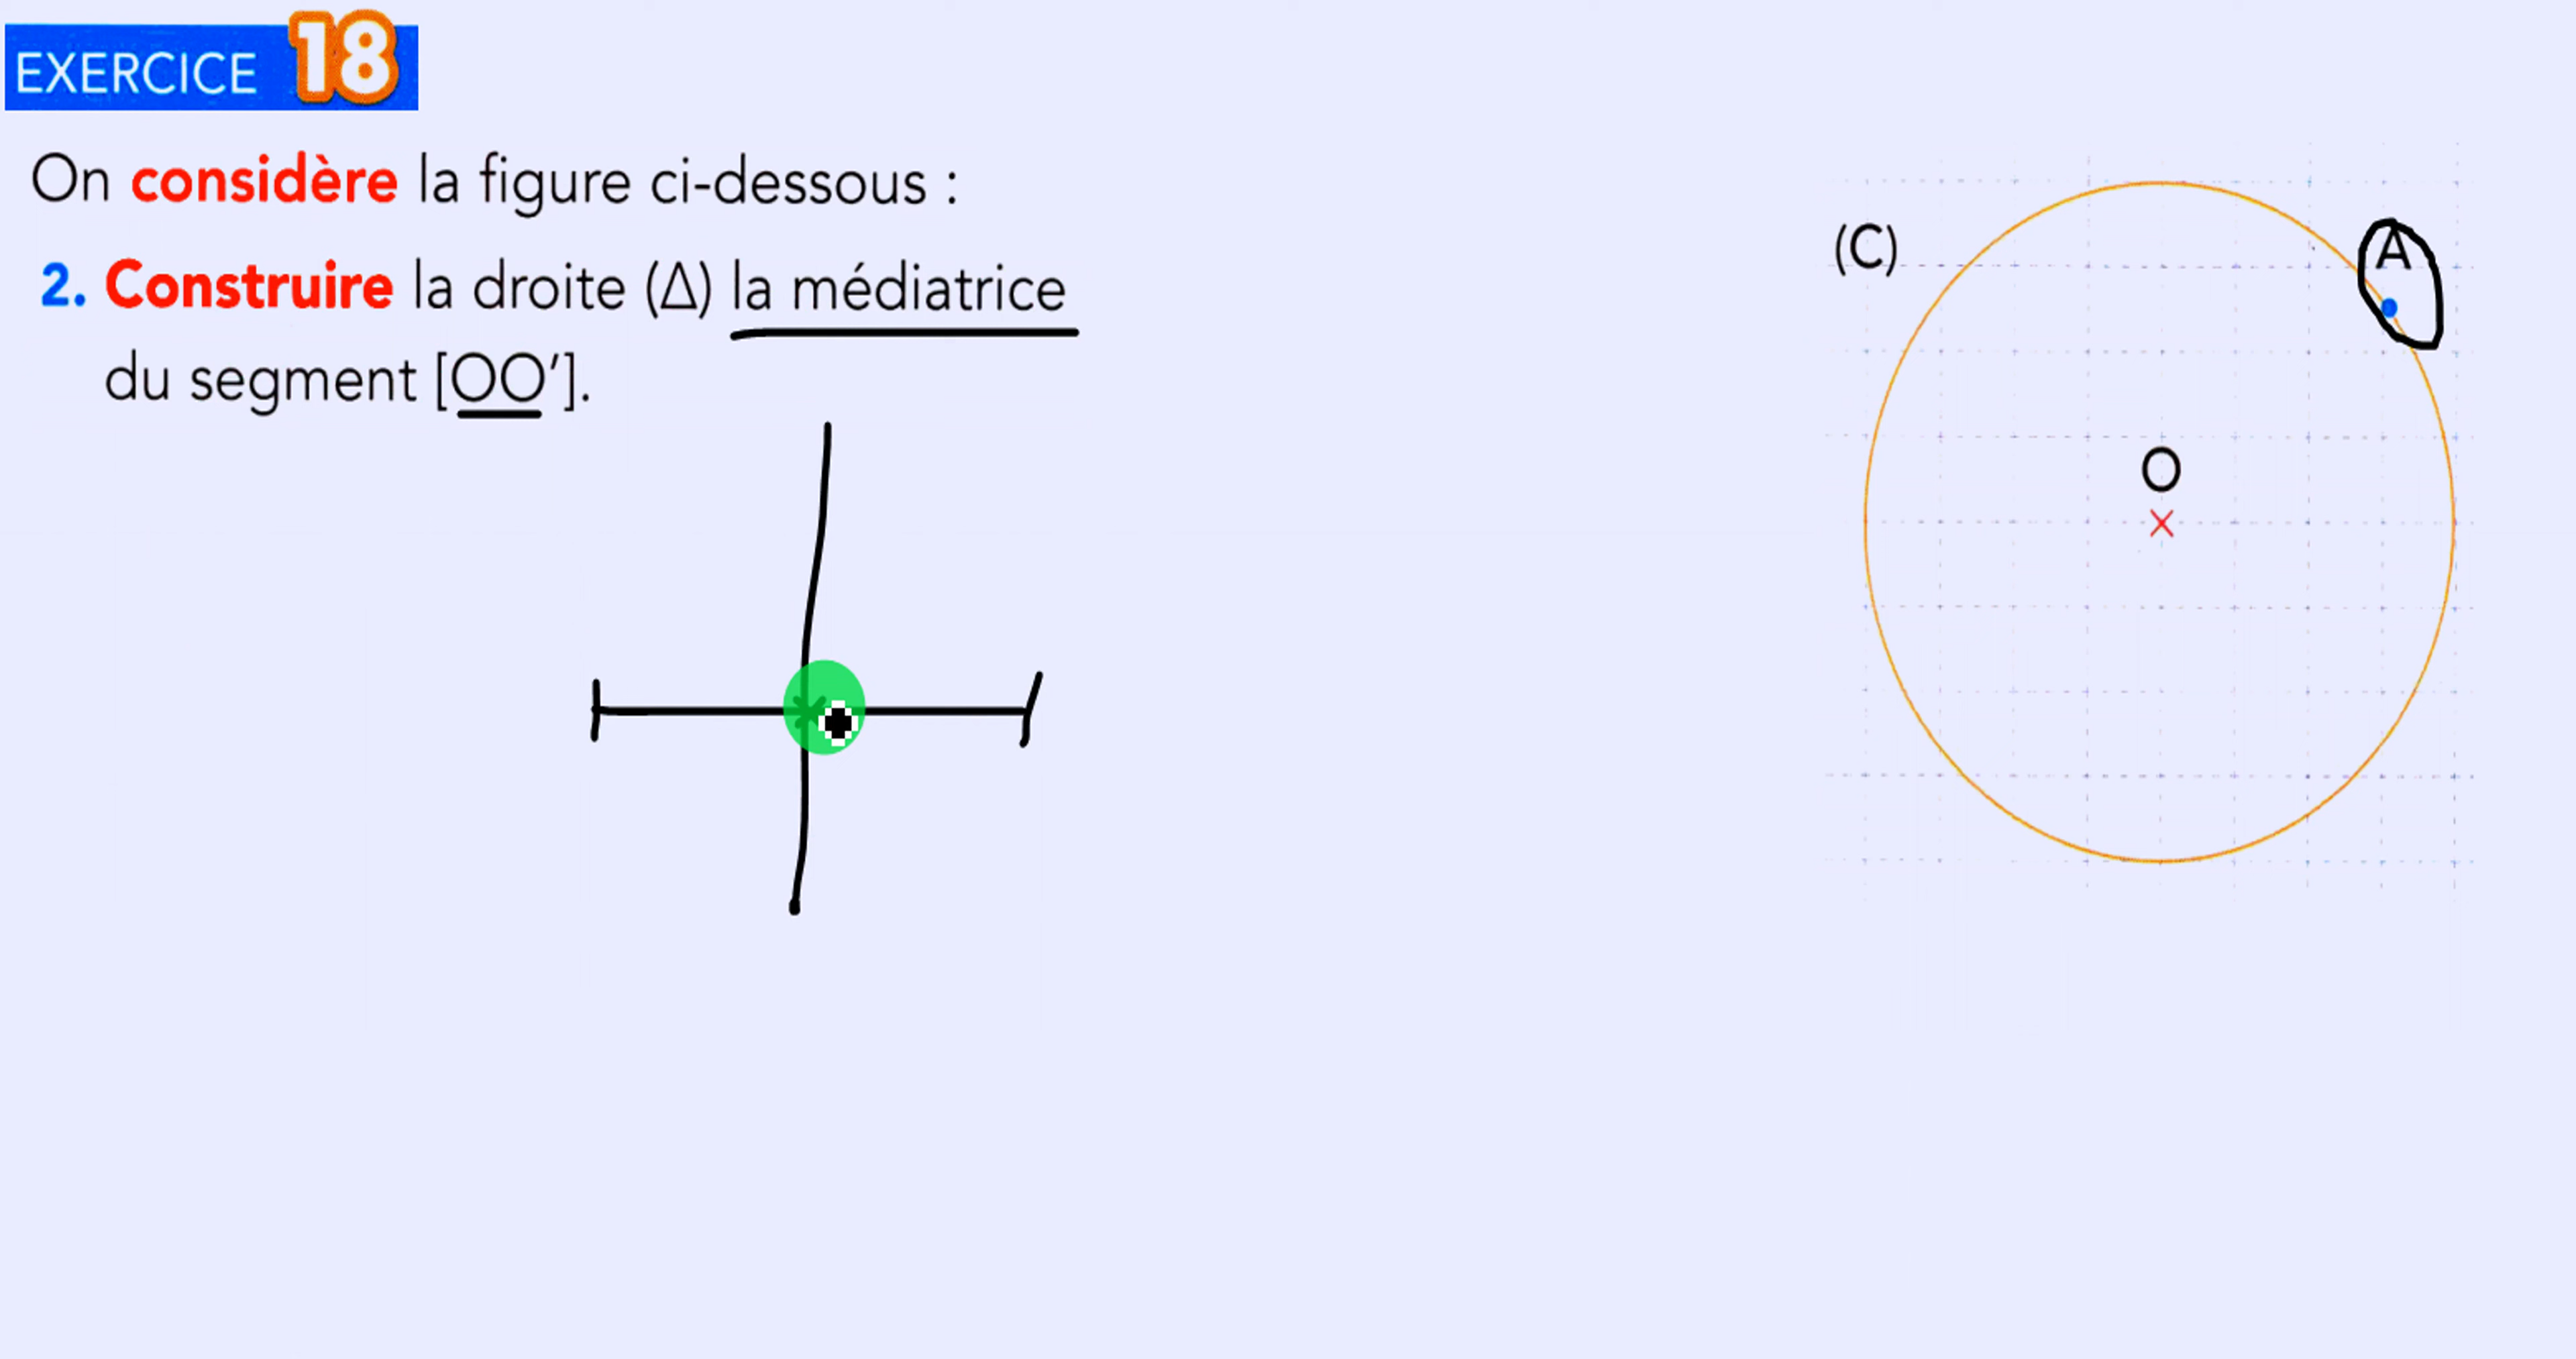 EXERCICE 18
On considère la figure ci-dessous :
2. Construire la droite (Δ) la médiatrice
du segment [OO′].
(C)
A
O